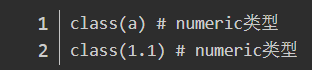 1 class(a) # numeric类型
2 class(1.1) # numeric类型